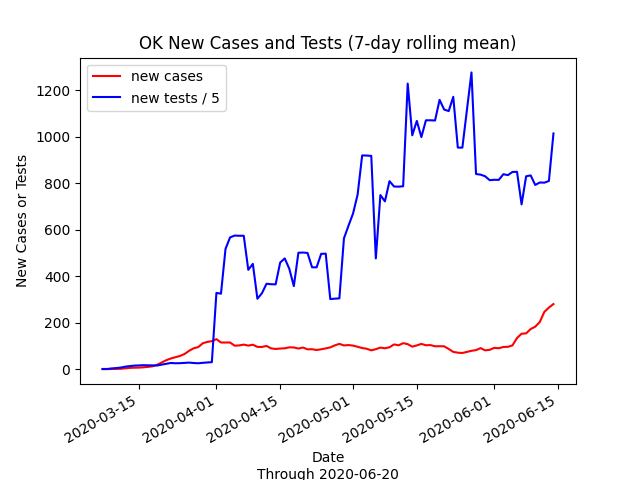 OK New Cases and Tests (7-day rolling mean)
new cases
new tests / 5
New Cases or Tests
1200
1000
800
600
400
200
0
2020-03-15
2020-04-01
2020-04-15
2020-05-01
2020-05-15
2020-06-01
2020-06-15
Date
Through 2020-06-20